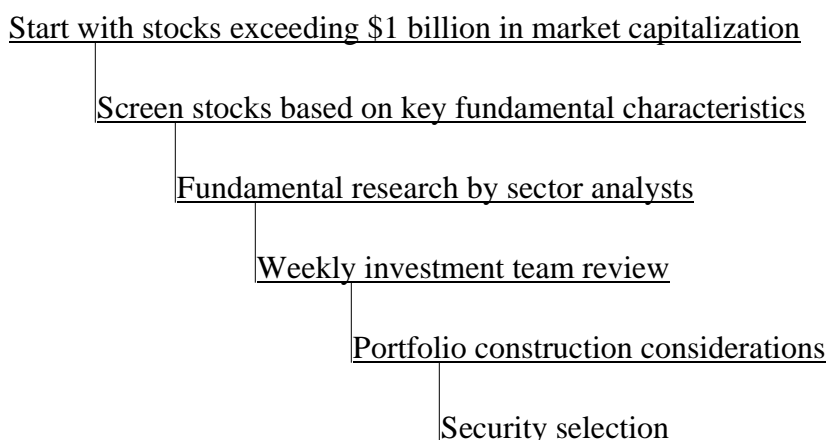 Start with stocks exceeding $1 billion in market capitalization
Screen stocks based on key fundamental characteristics
Fundamental research by sector analysts
Weekly investment team review
Portfolio construction considerations
Security selection